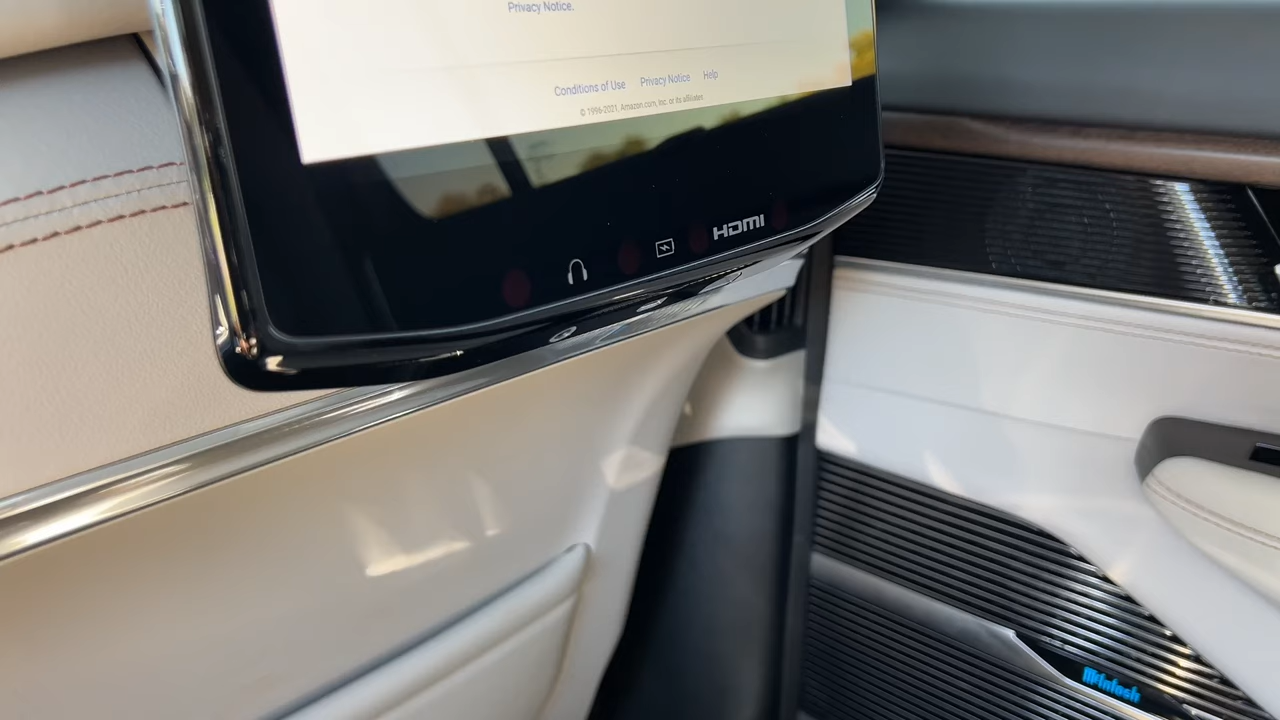 Privacy Notice.
Conditions of Use Privacy Notice Help
© 1996-2021, Amazon.com, Inc. or its affiliates
HDMI
McIntosh